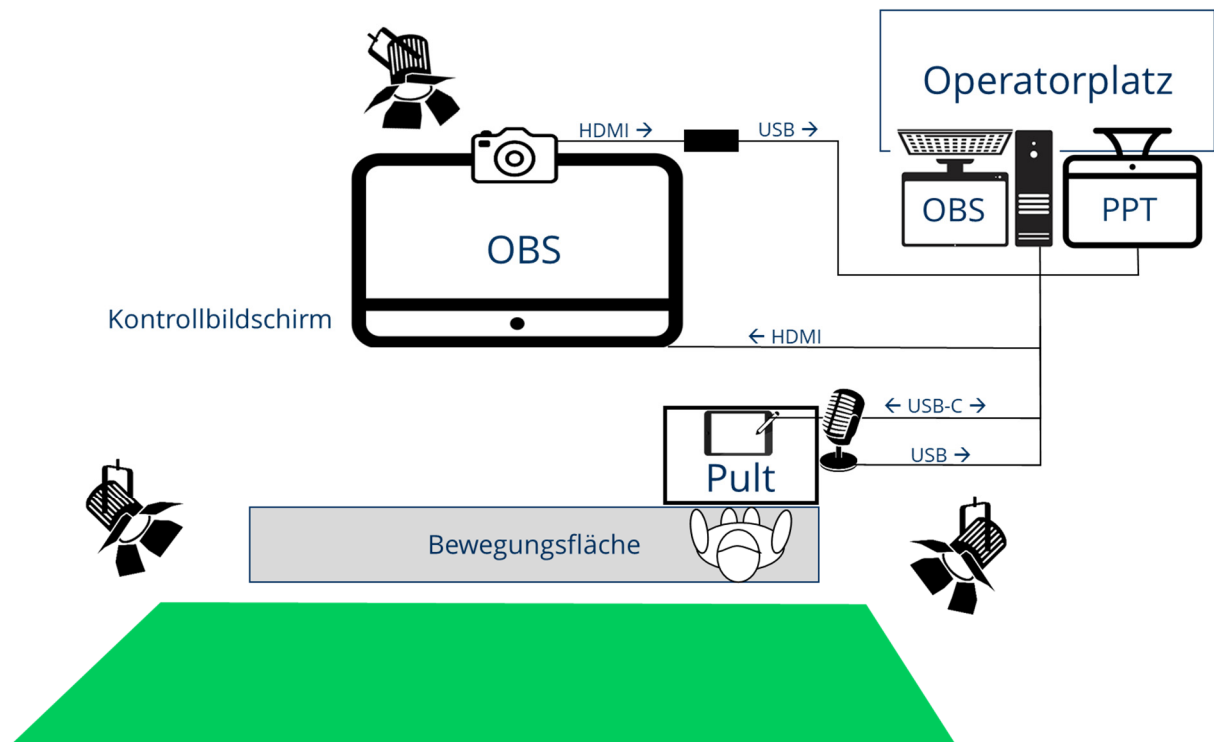 Operatorplatz
HDMI →
USB →
OBS
PPT
OBS
Kontrollbildschirm
← HDMI
← USB-C →
USB →
Pult
Bewegungsfläche